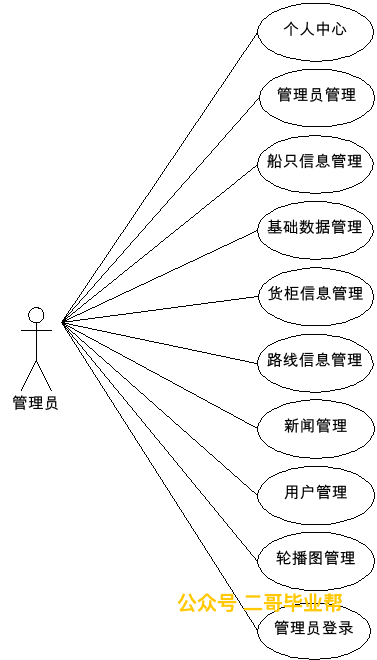 个人中心
管理员管理
船只信息管理
基础数据管理
货柜信息管理
路线信息管理
管理员
新闻管理
用户管理
轮播图管理
公众号 二哥毕业帮
管理员登录